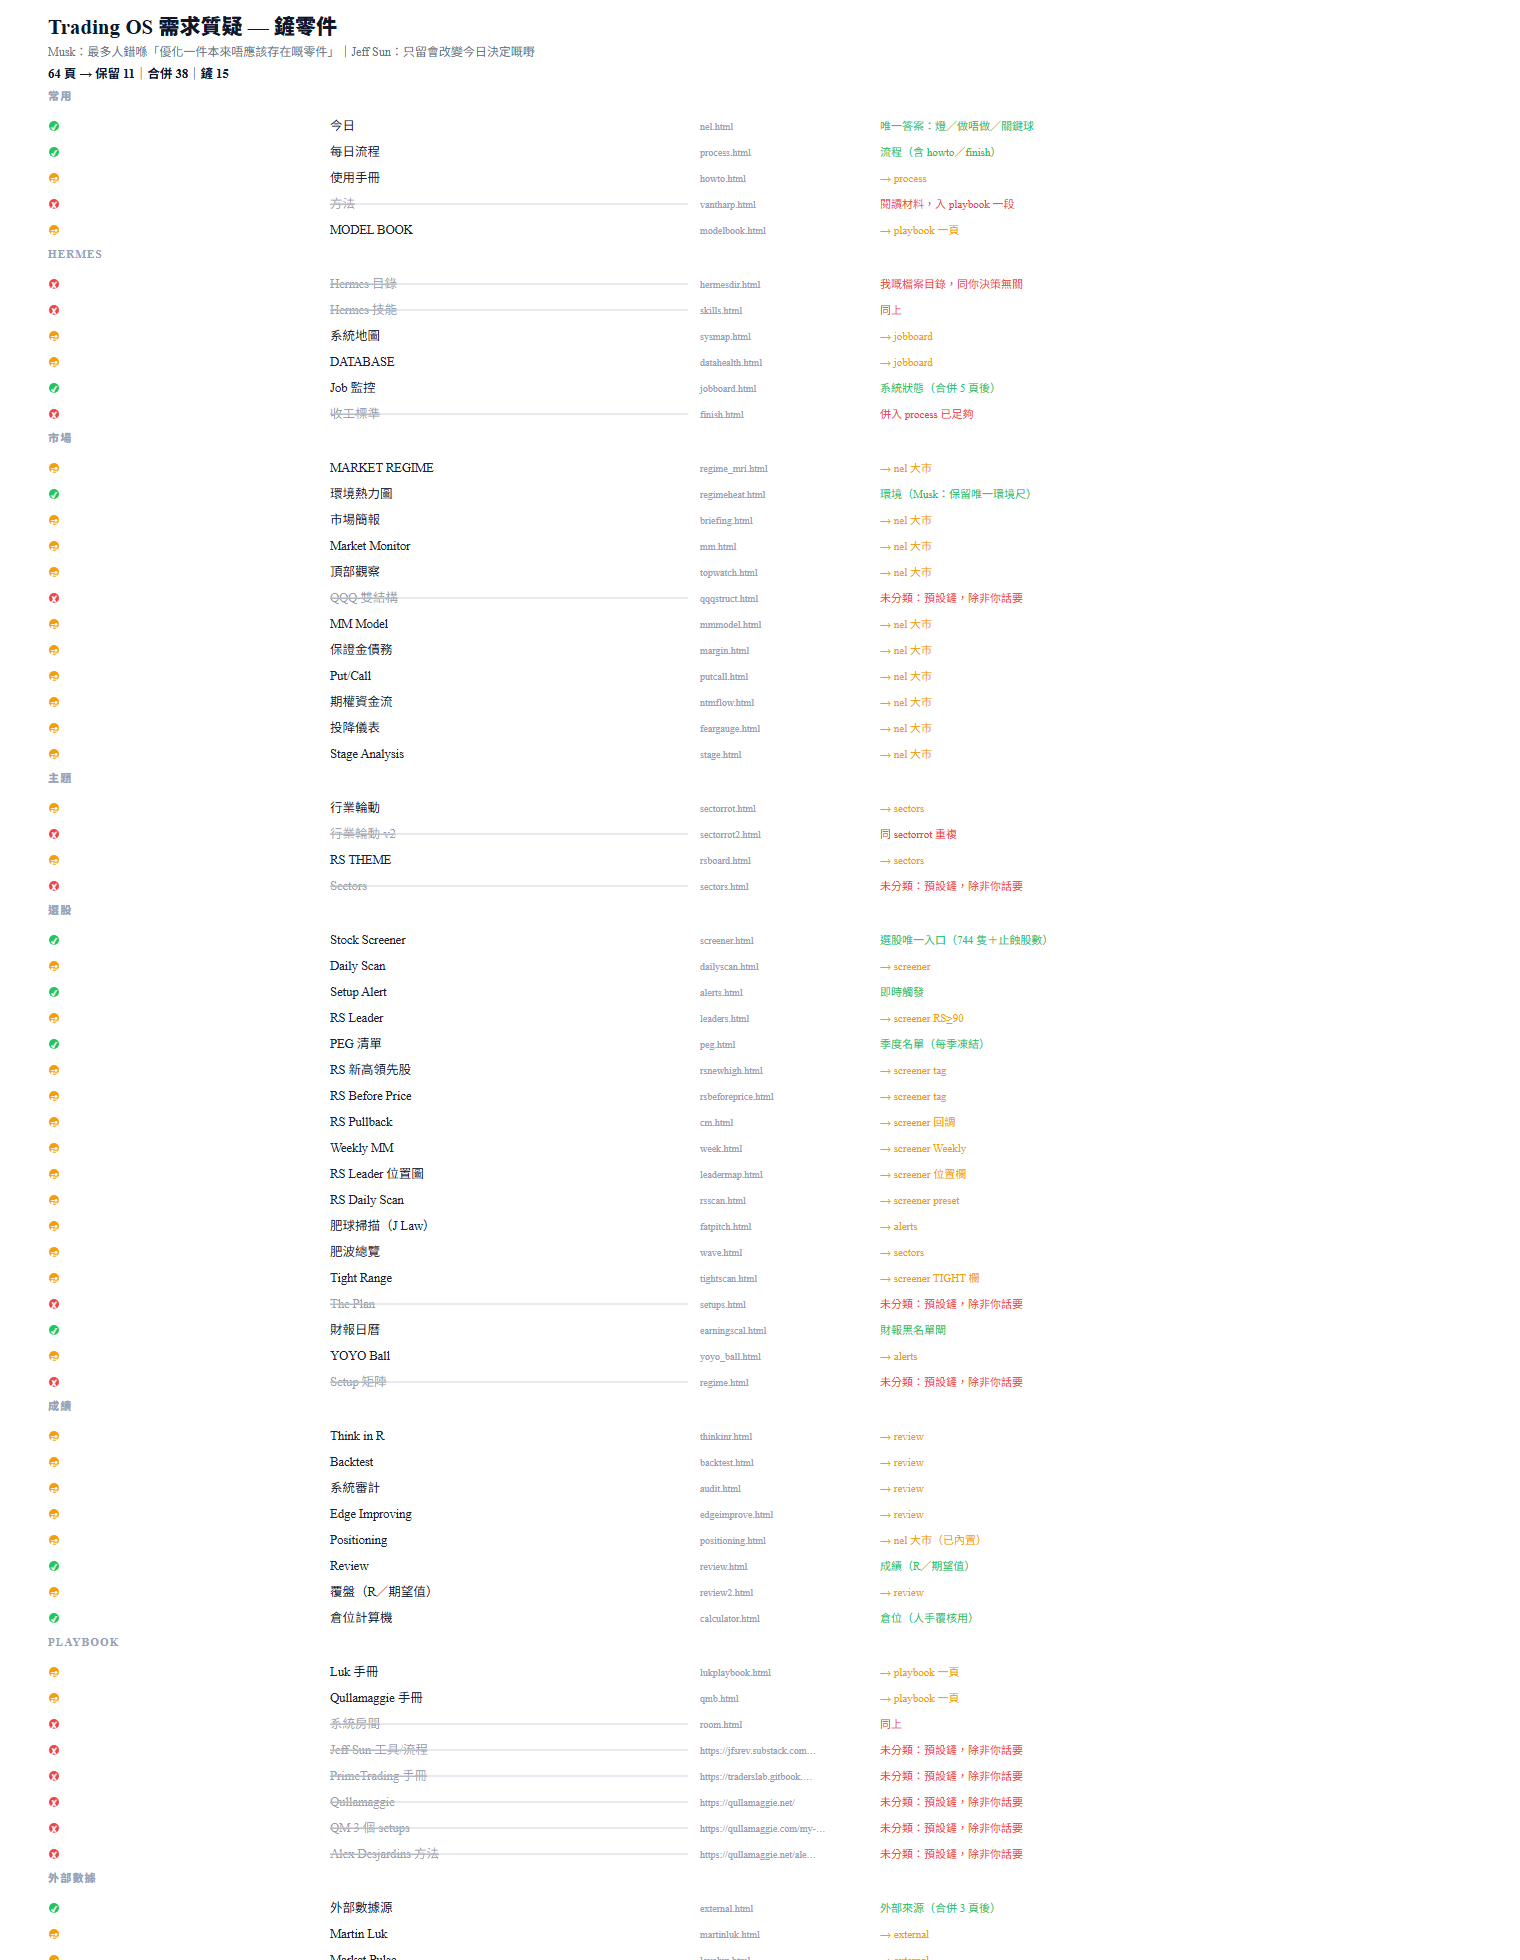 Trading OS 需求質疑 — 鏟零件
Musk：最多人錯喺「優化一件本來唔應該存在嘅零件」｜Jeff Sun：只留會改變今日決定嘅嘢
64 頁 → 保留 11｜合併 38｜鏟 15
常用
今日 nel.html 唯一答案：燈／做唔做／關鍵球
每日流程 process.html 流程（含 howto／finish）
使用手冊 howto.html → process
方法 vantharp.html 閱讀材料，入 playbook 一段
MODEL BOOK modelbook.html → playbook 一頁
HERMES
Hermes 目錄 hermesdir.html 我嘅檔案目錄，同你決策無關
Hermes 技能 skills.html 同上
系統地圖 sysmap.html → jobboard
DATABASE datahealth.html → jobboard
Job 監控 jobboard.html 系統狀態（合併 5 頁後）
收工標準 finish.html 併入 process 已足夠
市場
MARKET REGIME regime_mri.html → nel 大市
環境熱力圖 regimeheat.html 環境（Musk：保留唯一環境尺）
市場簡報 briefing.html → nel 大市
Market Monitor mm.html → nel 大市
頂部觀察 topwatch.html → nel 大市
QQQ 雙結構 qqqstruct.html 未分類：預設鏟，除非你話要
MM Model mmmodel.html → nel 大市
保證金債務 margin.html → nel 大市
Put/Call putcall.html → nel 大市
期權資金流 ntmflow.html → nel 大市
投降儀表 feargauge.html → nel 大市
Stage Analysis stage.html → nel 大市
主題
行業輪動 sectorrot.html → sectors
行業輪動 v2 sectorrot2.html 同 sectorrot 重複
RS THEME rsboard.html → sectors
Sectors sectors.html 未分類：預設鏟，除非你話要
選股
Stock Screener screener.html 選股唯一入口（744 隻＋止蝕股數）
Daily Scan dailyscan.html → screener
Setup Alert alerts.html 即時觸發
RS Leader leaders.html → screener RS≥90
PEG 清單 peg.html 季度名單（每季凍結）
RS 新高領先股 rsnewhigh.html → screener tag
RS Before Price rsbeforeprice.html → screener tag
RS Pullback cm.html → screener 回調
Weekly MM week.html → screener Weekly
RS Leader 位置圖 leadermap.html → screener 位置欄
RS Daily Scan rsscan.html → screener preset
肥球掃描（J Law） fatpitch.html → alerts
肥波總覽 wave.html → sectors
Tight Range tightscan.html → screener TIGHT 欄
The Plan setups.html 未分類：預設鏟，除非你話要
財報日曆 earningscal.html 財報黑名單閘
YOYO Ball yoyo_ball.html → alerts
Setup 矩陣 regime.html 未分類：預設鏟，除非你話要
成績
Think in R thinkinr.html → review
Backtest backtest.html → review
系統審計 audit.html → review
Edge Improving edgeimprove.html → review
Positioning positioning.html → nel 大市（已內置）
Review review.html 成績（R／期望值）
覆盤（R／期望值） review2.html → review
倉位計算機 calculator.html 倉位（人手覆核用）
PLAYBOOK
Luk 手冊 lukplaybook.html → playbook 一頁
Qullamaggie 手冊 qmb.html → playbook 一頁
系統房間 room.html 同上
Jeff Sun 工具/流程 https://jfsrev.substack.com… 未分類：預設鏟，除非你話要
PrimeTrading 手冊 https://traderslab.gitbook.… 未分類：預設鏟，除非你話要
Qullamaggie https://qullamaggie.net/ 未分類：預設鏟，除非你話要
QM 3 個 setups https://qullamaggie.com/my-… 未分類：預設鏟，除非你話要
Alex Desjardins 方法 https://qullamaggie.net/ale… 未分類：預設鏟，除非你話要
外部數據
外部數據源 external.html 外部來源（合併 3 頁後）
Martin Luk martinluk.html → external